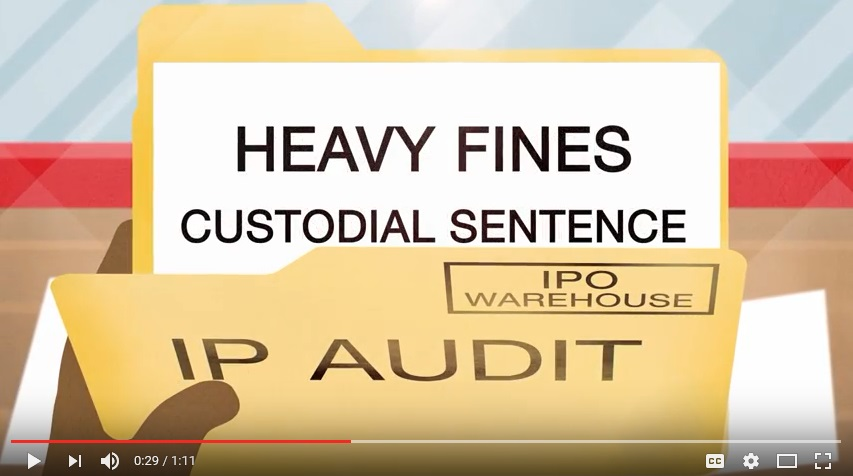 HEAVY FINES
CUSTODIAL SENTENCE
IPO
WAREHOUSE
IP AUDIT
0:29 / 1:11
CC